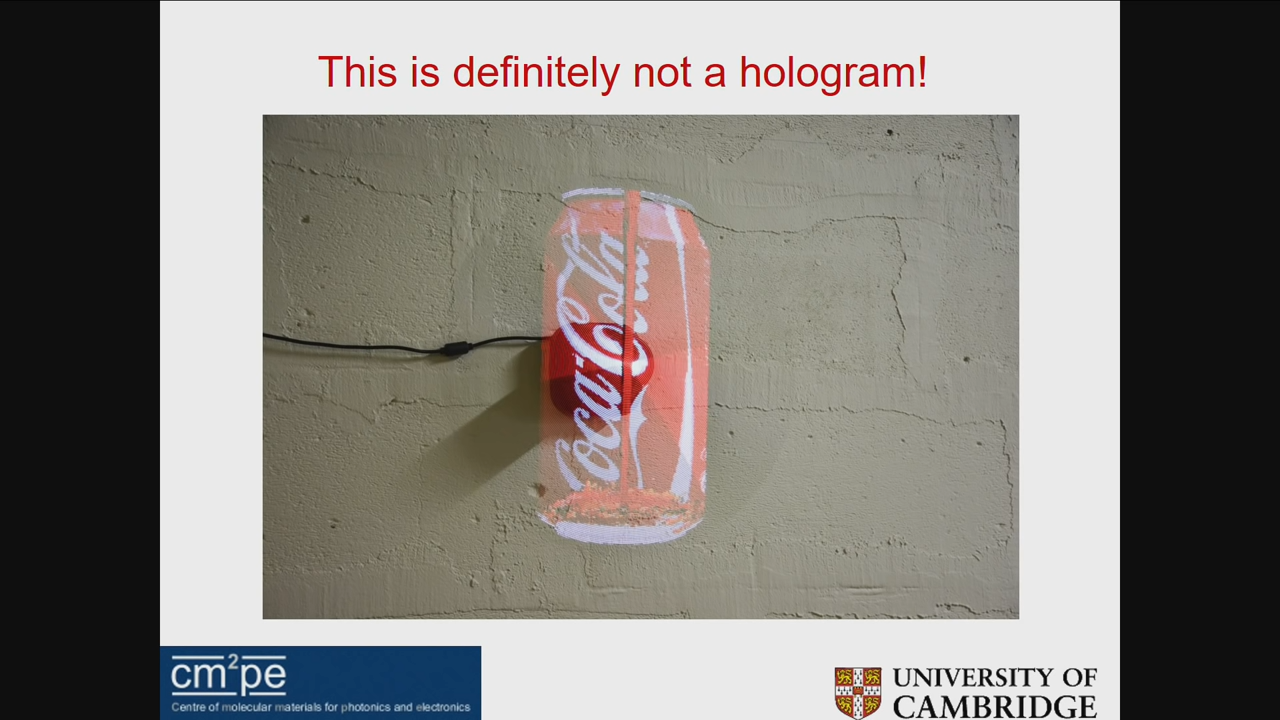 This is definitely not a hologram!
Coca-Cola
cm²pe
Centre of molecular materials for photonics and electronics
UNIVERSITY OF
CAMBRIDGE